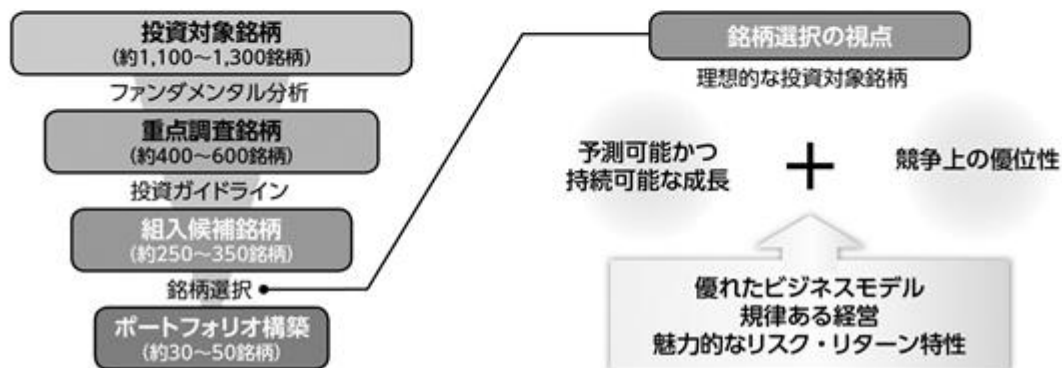 投資対象銘柄
(約1,100～1,300銘柄)
ファンダメンタル分析
重点調査銘柄
(約400～600銘柄)
投資ガイドライン
組入候補銘柄
(約250～350銘柄)
銘柄選択
ポートフォリオ構築
(約30～50銘柄)
銘柄選択の視点
理想的な投資対象銘柄
予測可能かつ
持続可能な成長
+
競争上の優位性
優れたビジネスモデル
規律ある経営
魅力的なリスク・リターン特性